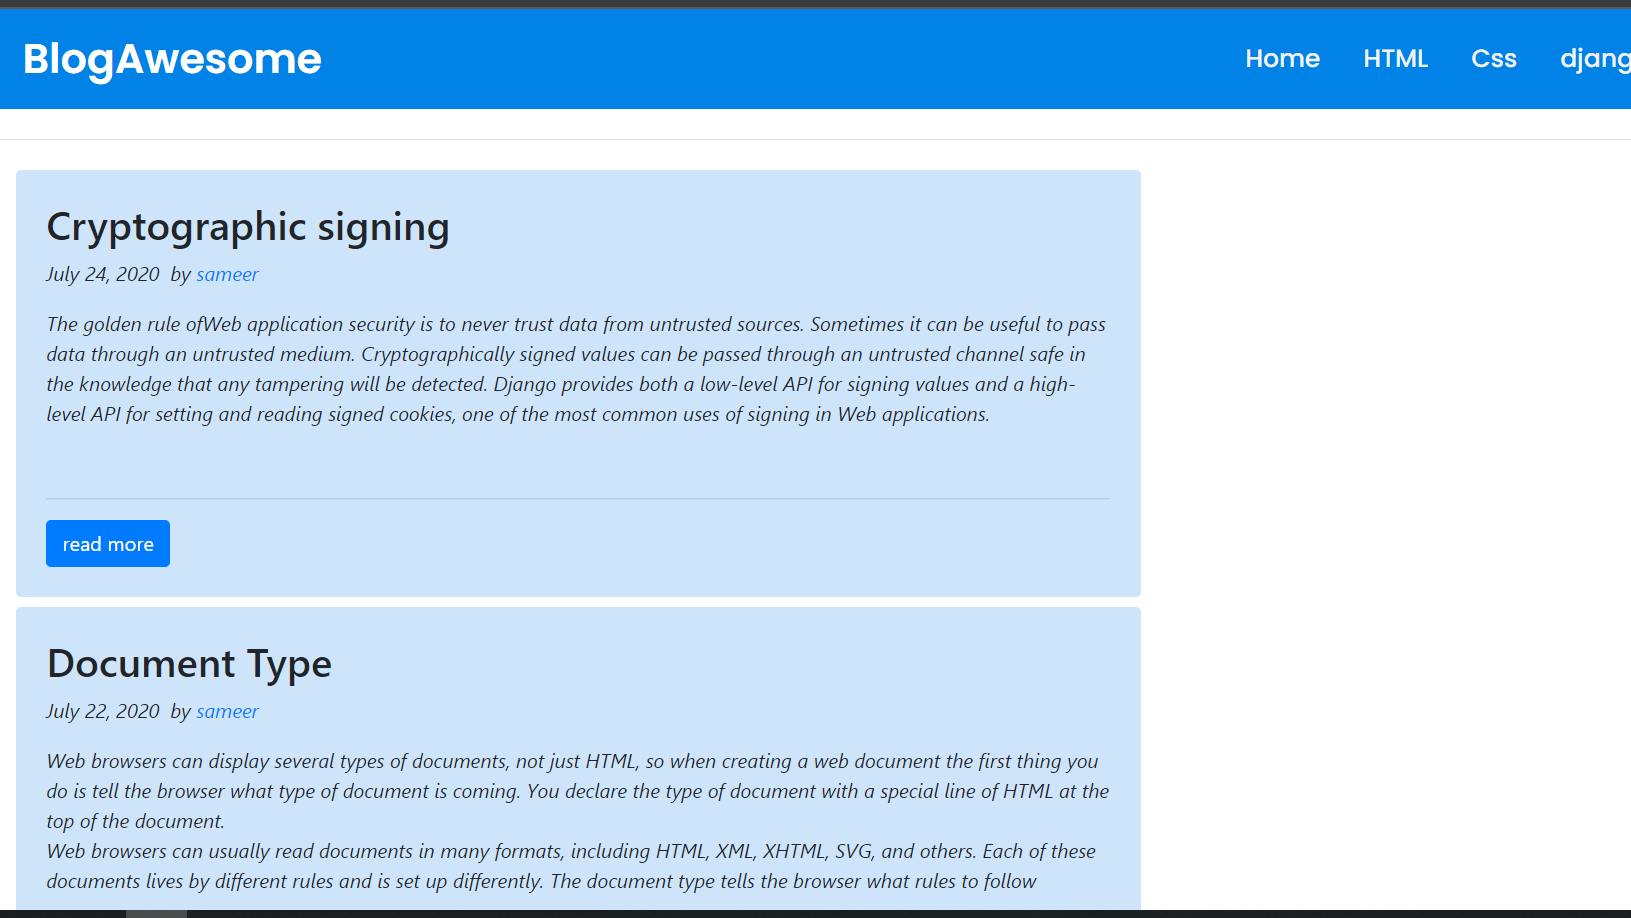 BlogAwesome
Home HTML Css djang
Cryptographic signing
July 24, 2020 by sameer
The golden rule ofWeb application security is to never trust data from untrusted sources. Sometimes it can be useful to pass
data through an untrusted medium. Cryptographically signed values can be passed through an untrusted channel safe in
the knowledge that any tampering will be detected. Django provides both a low-level API for signing values and a high-
level API for setting and reading signed cookies, one of the most common uses of signing in Web applications.
read more
Document Type
July 22, 2020 by sameer
Web browsers can display several types of documents, not just HTML, so when creating a web document the first thing you
do is tell the browser what type of document is coming. You declare the type of document with a special line of HTML at the
top of the document.
Web browsers can usually read documents in many formats, including HTML, XML, XHTML, SVG, and others. Each of these
documents lives by different rules and is set up differently. The document type tells the browser what rules to follow